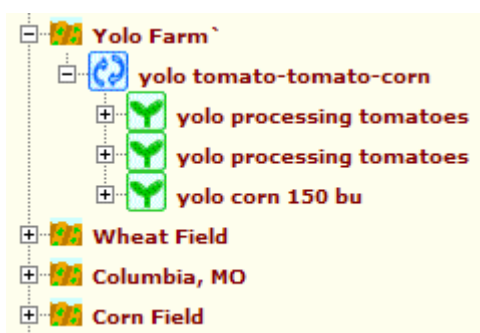 Yolo Farm`
yolo tomato-tomato-corn
yolo processing tomatoes
yolo processing tomatoes
yolo corn 150 bu
Wheat Field
Columbia, MO
Corn Field